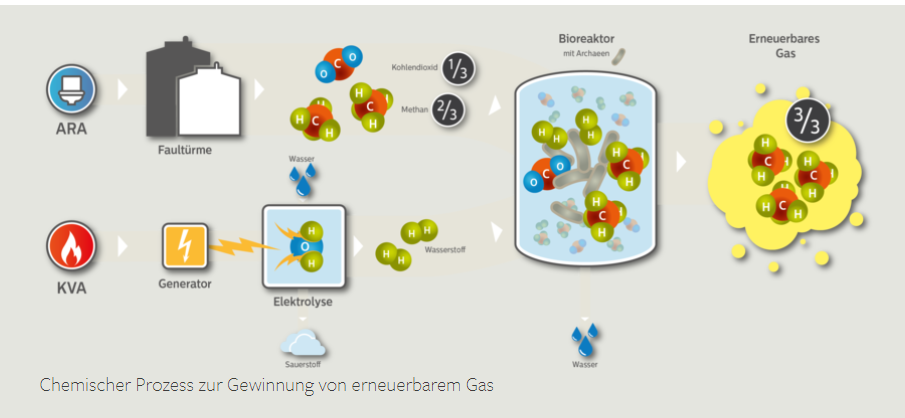 Bioreaktor
mit Archaeen
Erneuerbares
Gas
ARA
Faultürme
O
C
O
Kohlendioxid
1/3
H
C
H
H
C
H
Methan
2/3
Wasser
KVA
Generator
H
O
H
Elektrolyse
H
H
H
H
Wasserstoff
Sauerstoff
H
H
H
H
O
C
O
H
C
H
H
C
H
Wasser
3/3
H
C
H
H
C
H
H
H
C
H
Chemischer Prozess zur Gewinnung von erneuerbarem Gas